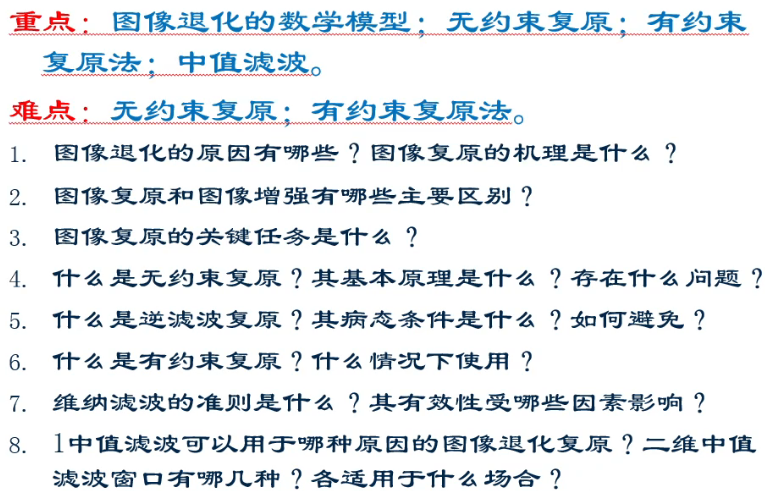 重点：图像退化的数学模型；无约束复原；有约束
复原法；中值滤波。
难点：无约束复原；有约束复原法。
1. 图像退化的原因有哪些？图像复原的机理是什么？
2. 图像复原和图像增强有哪些主要区别？
3. 图像复原的关键任务是什么？
4. 什么是无约束复原？其基本原理是什么？存在什么问题？
5. 什么是逆滤波复原？其病态条件是什么？如何避免？
6. 什么是有约束复原？什么情况下使用？
7. 维纳滤波的准则是什么？其有效性受哪些因素影响？
8. 1中值滤波可以用于哪种原因的图像退化复原？二维中值
滤波窗口有哪几种？各适用于什么场合？